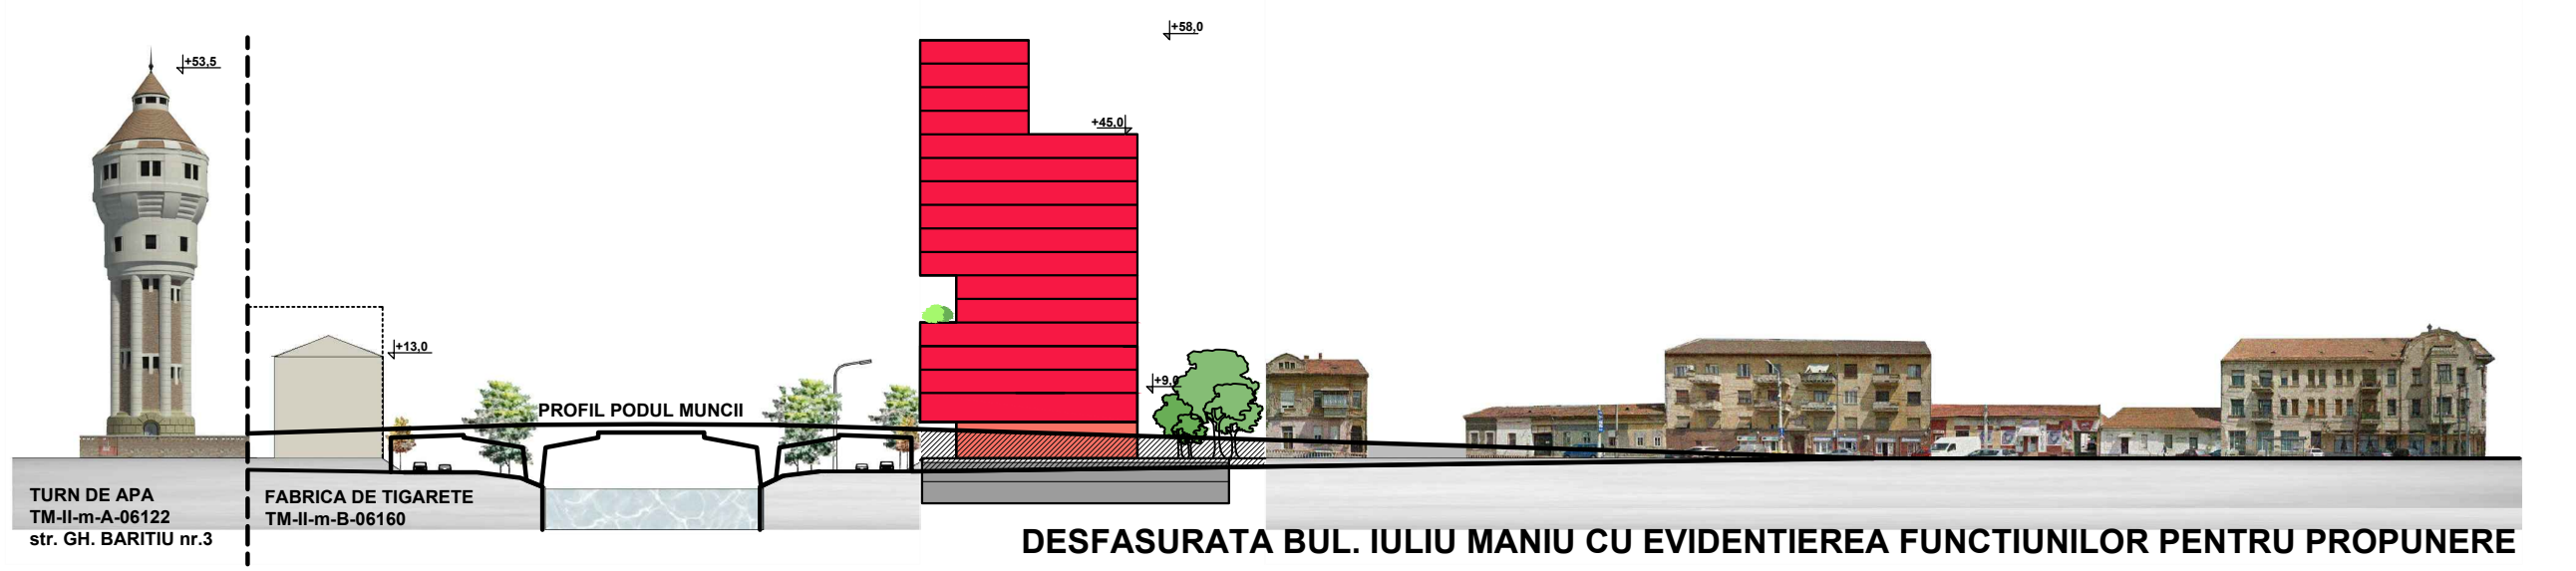 +53,5
+58,0
+45,0
+13,0
+9,0
PROFIL PODUL MUNCII
TURN DE APA
TM-II-m-A-06122
str. GH. BARITIU nr.3
FABRICA DE TIGARETE
TM-II-m-B-06160
DESFASURATA BUL. IULIU MANIU CU EVIDENTIEREA FUNCTIUNILOR PENTRU PROPUNERE